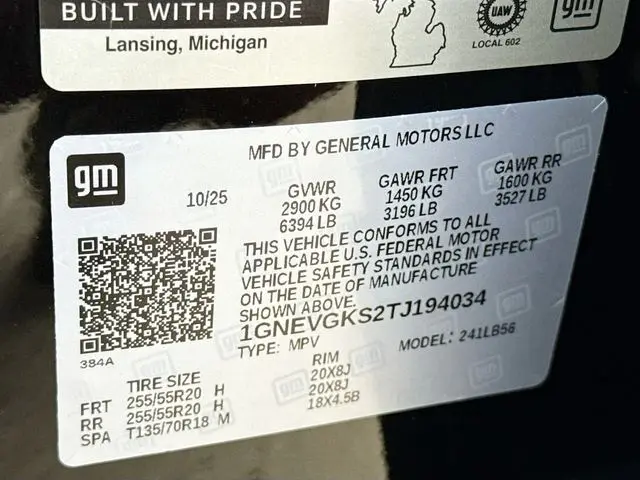 BUILT WITH PRIDE
Lansing, Michigan
UAW
LOCAL 602
gm
MFD BY GENERAL MOTORS LLC
gm
10/25
GVWR GAWR FRT GAWR RR
2900 KG 1450 KG 1600 KG
6394 LB 3196 LB 3527 LB
THIS VEHICLE CONFORMS TO ALL
APPLICABLE U.S. FEDERAL MOTOR
VEHICLE SAFETY STANDARDS IN EFFECT
ON THE DATE OF MANUFACTURE
SHOWN ABOVE.
1GNEVGKS2TJ194034
TYPE: MPV MODEL: 241LB56
384A
TIRE SIZE RIM
FRT 255/55R20 H 20X8J
RR 255/55R20 H 20X8J
SPA T135/70R18 M 18X4.5B